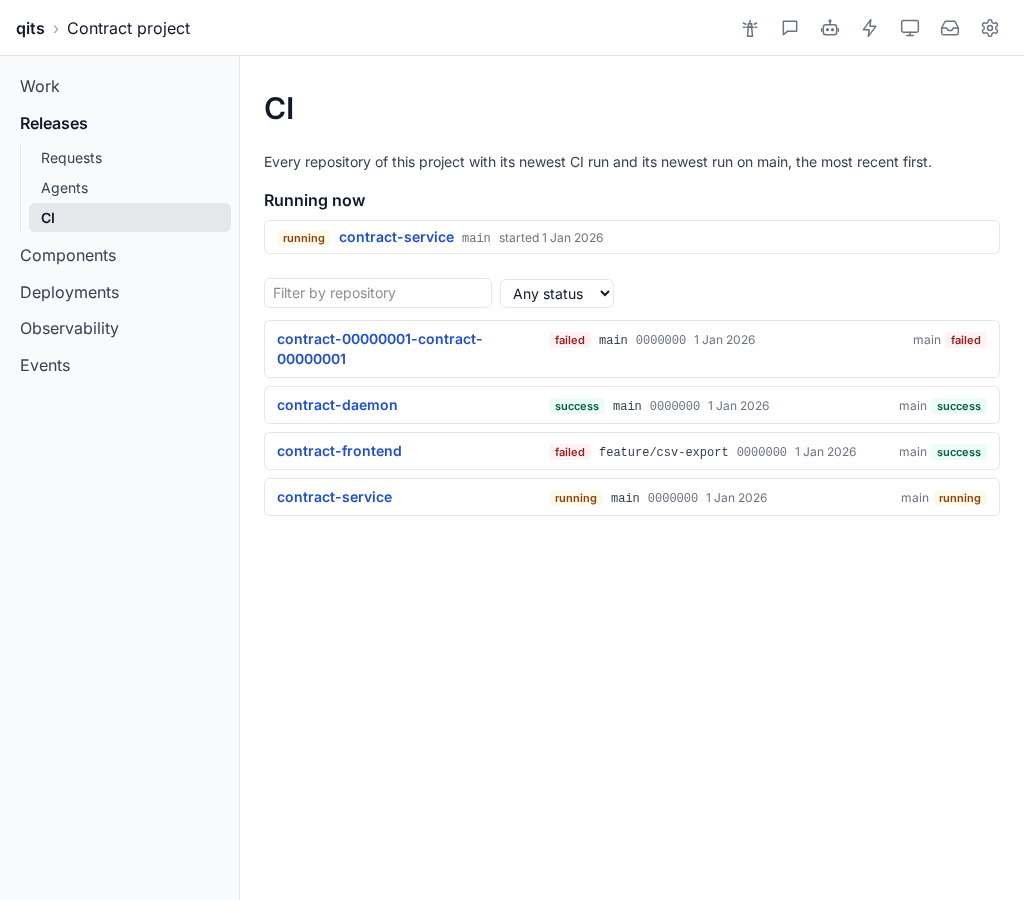 qits › Contract project
Work
Releases
Requests
Agents
CI
Components
Deployments
Observability
Events
CI
Every repository of this project with its newest CI run and its newest run on main, the most recent first.
Running now
running contract-service main started 1 Jan 2026
Filter by repository Any status
contract-00000001-contract-00000001 failed main 0000000 1 Jan 2026 main failed
contract-daemon success main 0000000 1 Jan 2026 main success
contract-frontend failed feature/csv-export 0000000 1 Jan 2026 main success
contract-service running main 0000000 1 Jan 2026 main running